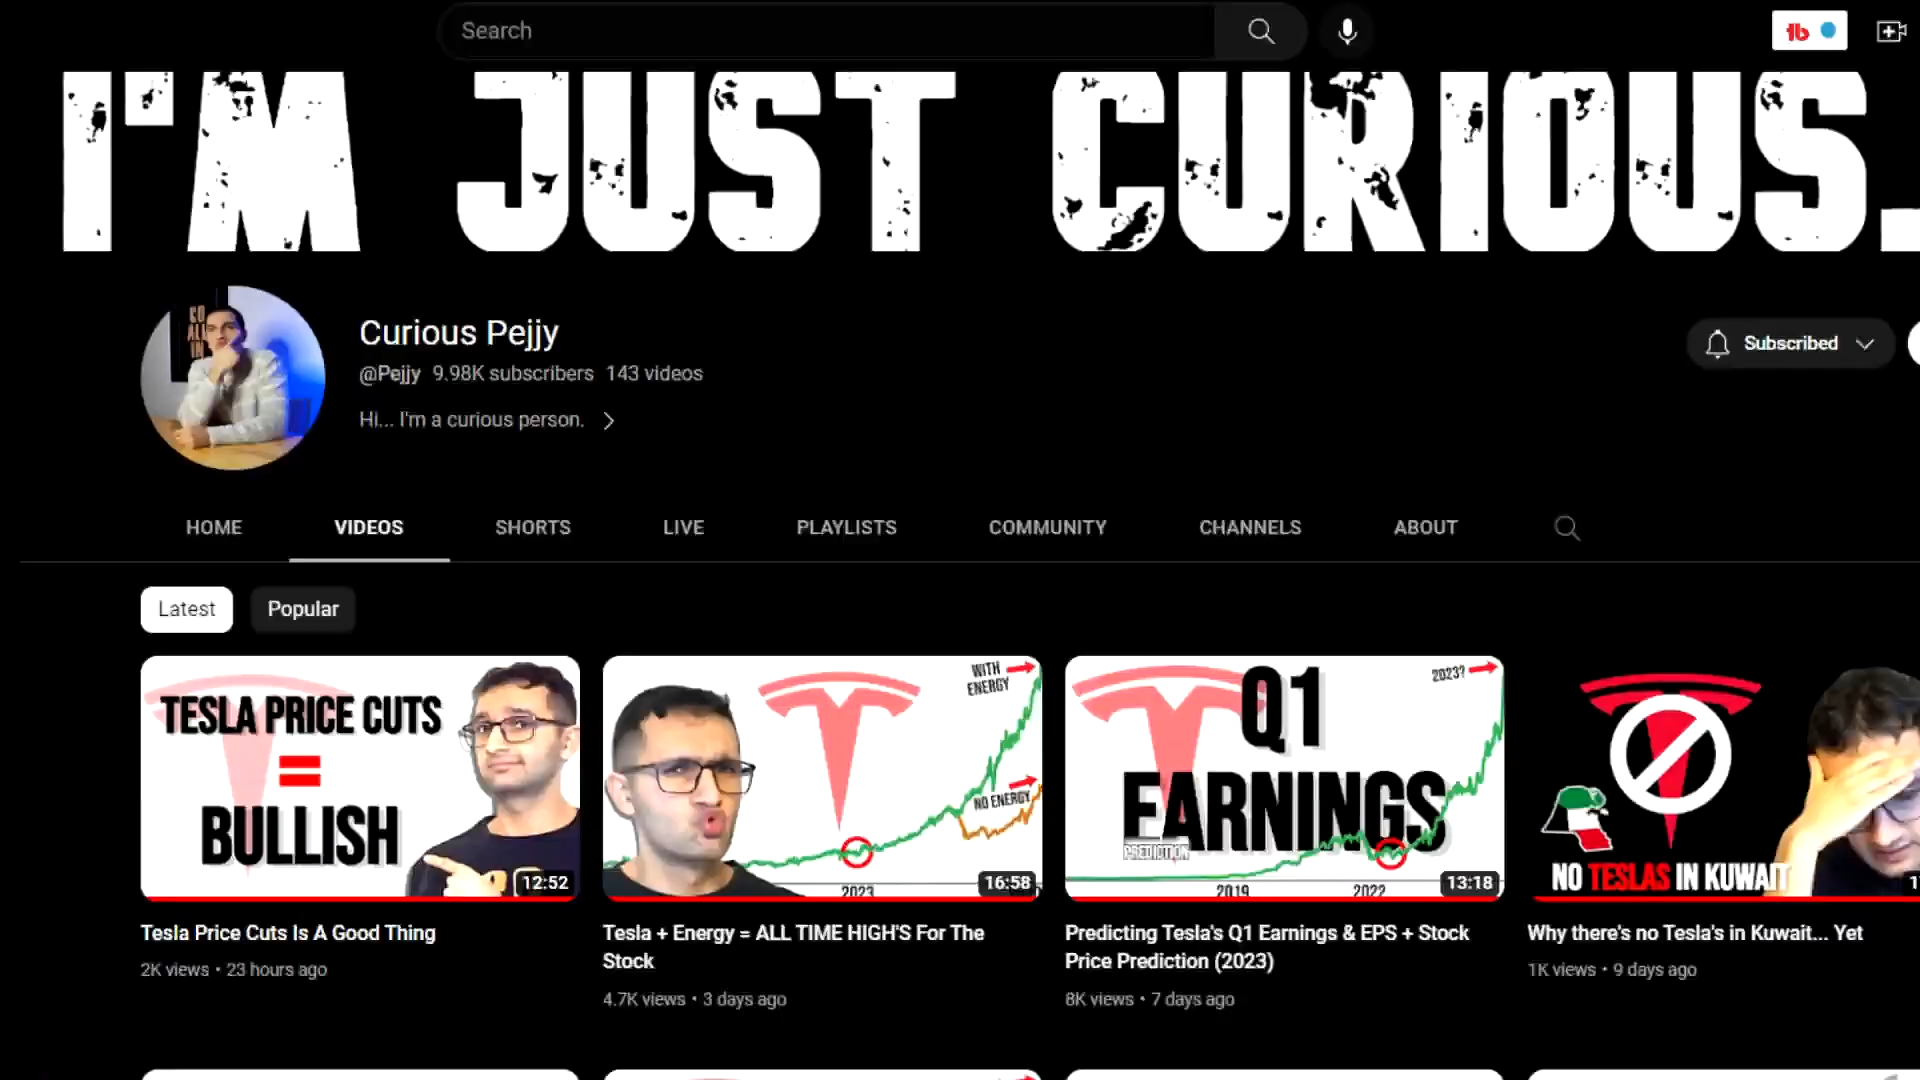 Search
tb
I'M JUST CURIOUS.
GO
ALL
IN
Curious Pejjy
@Pejjy 9.98K subscribers 143 videos
Hi... I'm a curious person.
Subscribed
HOME VIDEOS SHORTS LIVE PLAYLISTS COMMUNITY CHANNELS ABOUT
Latest Popular
TESLA PRICE CUTS
=
BULLISH
12:52
WITH
ENERGY
NO ENERGY
2023
16:58
Q1
EARNINGS
PREDICTION
2023?
2019 2022
13:18
NO TESLAS IN KUWAIT
Tesla Price Cuts Is A Good Thing
2K views • 23 hours ago
Tesla + Energy = ALL TIME HIGH'S For The
Stock
4.7K views • 3 days ago
Predicting Tesla's Q1 Earnings & EPS + Stock
Price Prediction (2023)
8K views • 7 days ago
Why there's no Tesla's in Kuwait... Yet
1K views • 9 days ago